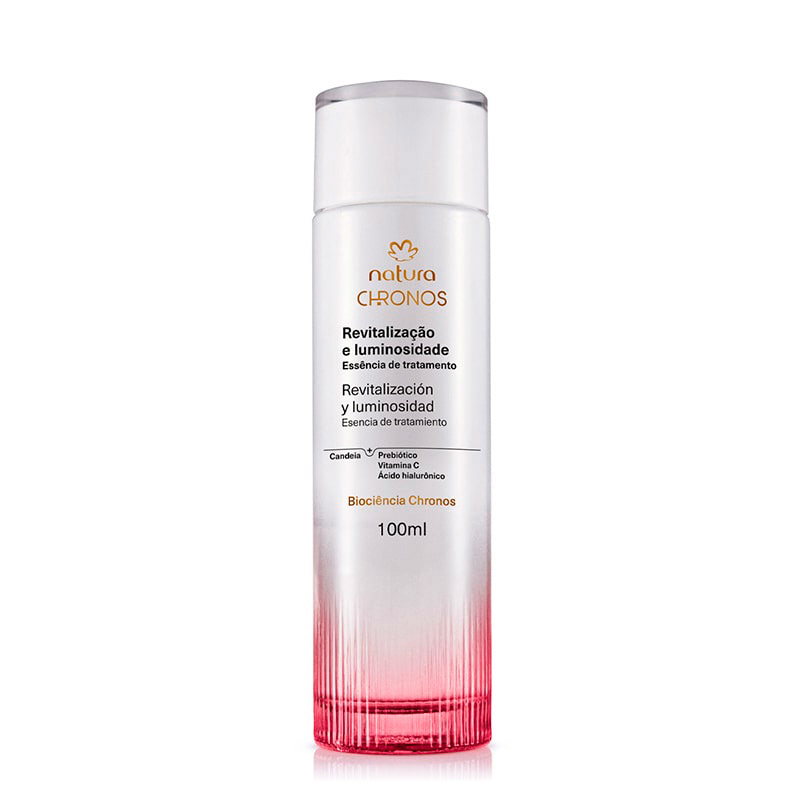 natura
CHRONOS
Revitalização
e luminosidade
Essência de tratamento
Revitalización
y luminosidad
Esencia de tratamiento
Candeia + Prebiótico
Vitamina C
Ácido hialurônico
Biociência Chronos
100ml